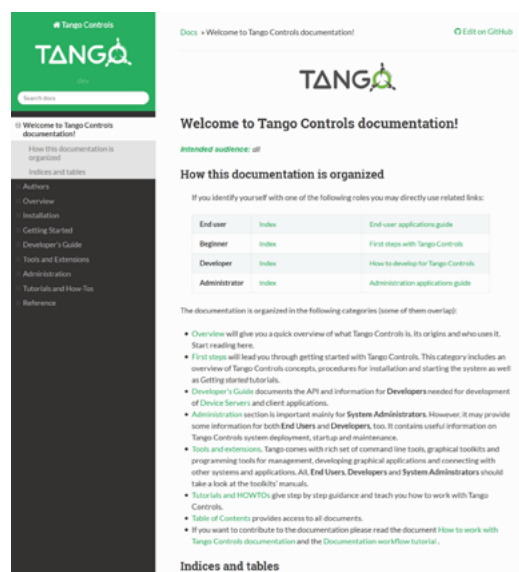 Tango Controls
TANGO
dev
Search docs
Welcome to Tango Controls
documentation!
How this documentation is
organized
Indices and tables
Authors
Overview
Installation
Getting Started
Developer's Guide
Tools and Extensions
Administration
Tutorials and How-Tos
Reference
Docs » Welcome to Tango Controls documentation!
Edit on GitHub
TANGO
Welcome to Tango Controls documentation!
Intended audience: all
How this documentation is organized
If you identify yourself with one of the following roles you may directly use related links:
End user Index End-user applications guide
Beginner Index First steps with Tango Controls
Developer Index How to develop for Tango Controls
Administrator Index Administration applications guide
The documentation is organized in the following categories (some of them overlap):
• Overview will give you a quick overview of what Tango Controls is, its origins and who uses it.
Start reading here.
• First steps will lead you through getting started with Tango Controls. This category includes an
overview of Tango Controls concepts, procedures for installation and starting the system as well
as Getting started tutorials.
• Developer's Guide documents the API and information for Developers needed for development
of Device Servers and client applications.
• Administration section is important mainly for System Administrators. However, it may provide
some information for both End Users and Developers, too. It contains useful information on
Tango Controls system deployment, startup and maintenance.
• Tools and extensions, Tango comes with rich set of command line tools, graphical toolkits and
programming tools for management, developing graphical applications and connecting with
other systems and applications. All, End Users, Developers and System Adminstrators should
take a look at the toolkits' manuals.
• Tutorials and HOWTOs give step by step guidance and teach you how to work with Tango
Controls.
• Table of Contents provides access to all documents.
• If you want to contribute to the documentation please read the document How to work with
Tango Controls documentation and the Documentation workflow tutorial .
Indices and tables